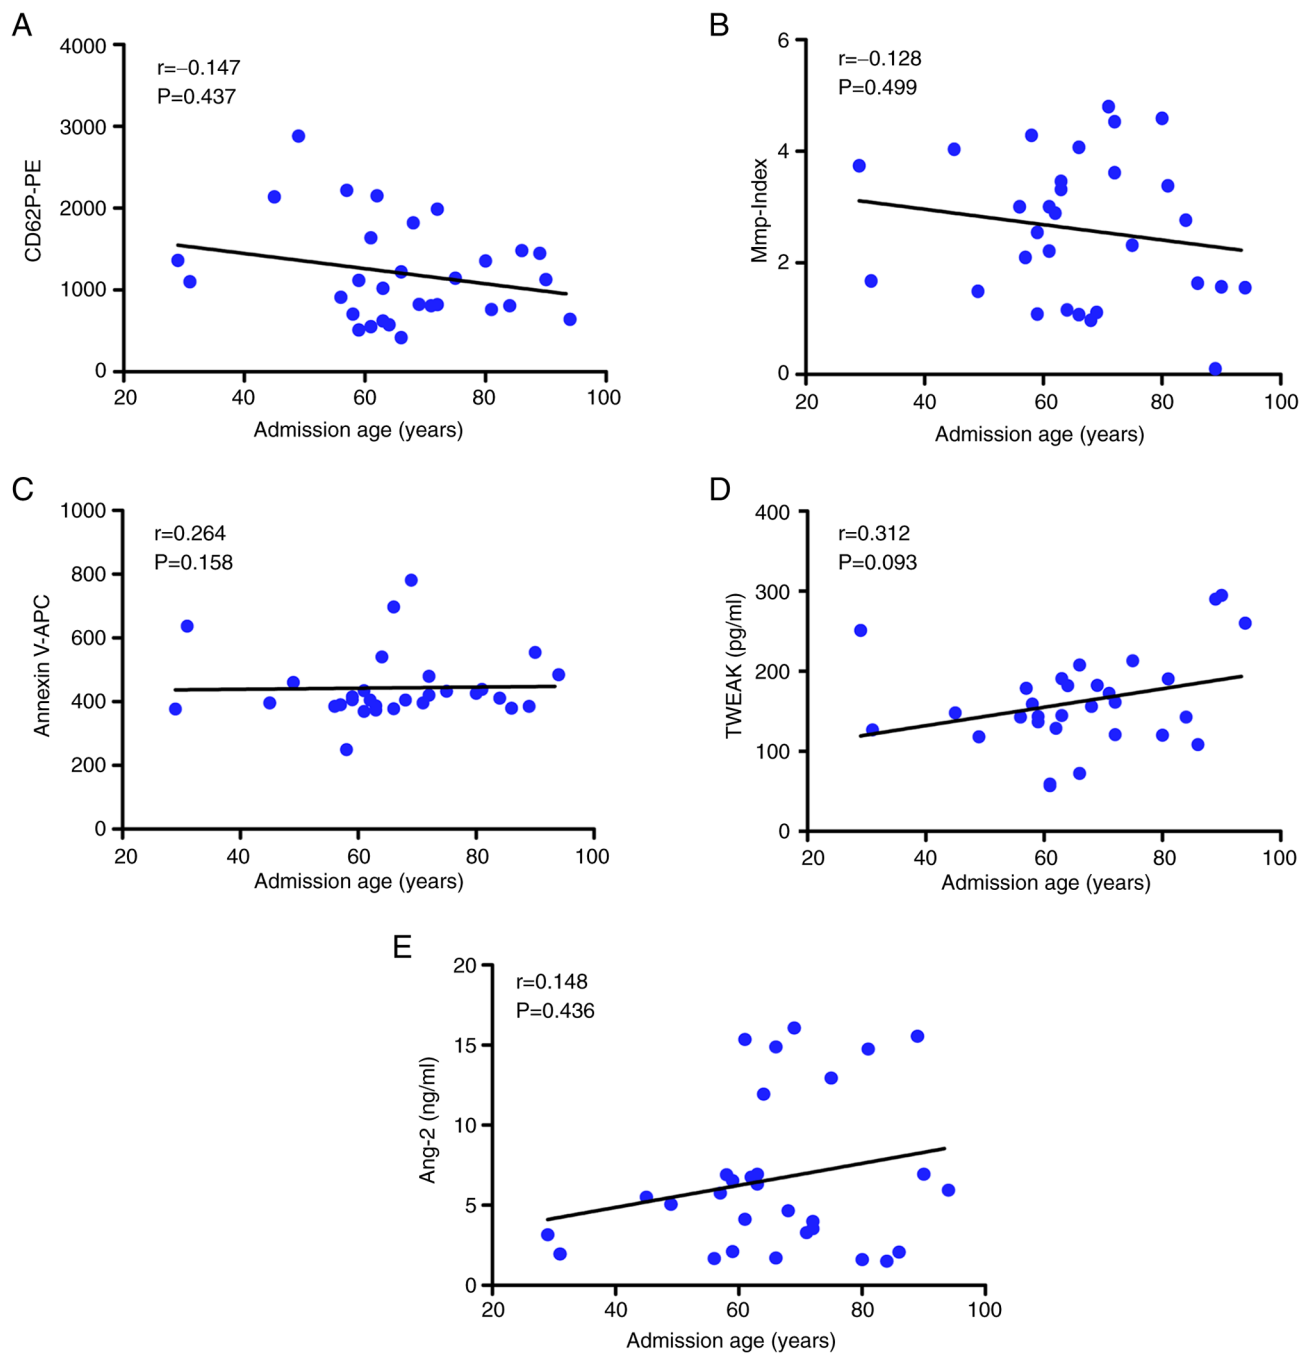 A
4000
3000
2000
1000
0
CD62P-PE
r=−0.147
P=0.437
20 40 60 80 100
Admission age (years)
B
6
4
2
0
Mmp-Index
r=−0.128
P=0.499
20 40 60 80 100
Admission age (years)
C
1000
800
600
400
200
0
Annexin V-APC
r=0.264
P=0.158
20 40 60 80 100
Admission age (years)
D
400
300
200
100
0
TWEAK (pg/ml)
r=0.312
P=0.093
20 40 60 80 100
Admission age (years)
E
20
15
10
5
0
Ang-2 (ng/ml)
r=0.148
P=0.436
20 40 60 80 100
Admission age (years)